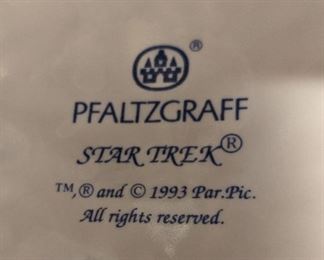 ®
PFALTZGRAFF
STAR TREK®
™,® and © 1993 Par.Pic.
All rights reserved.